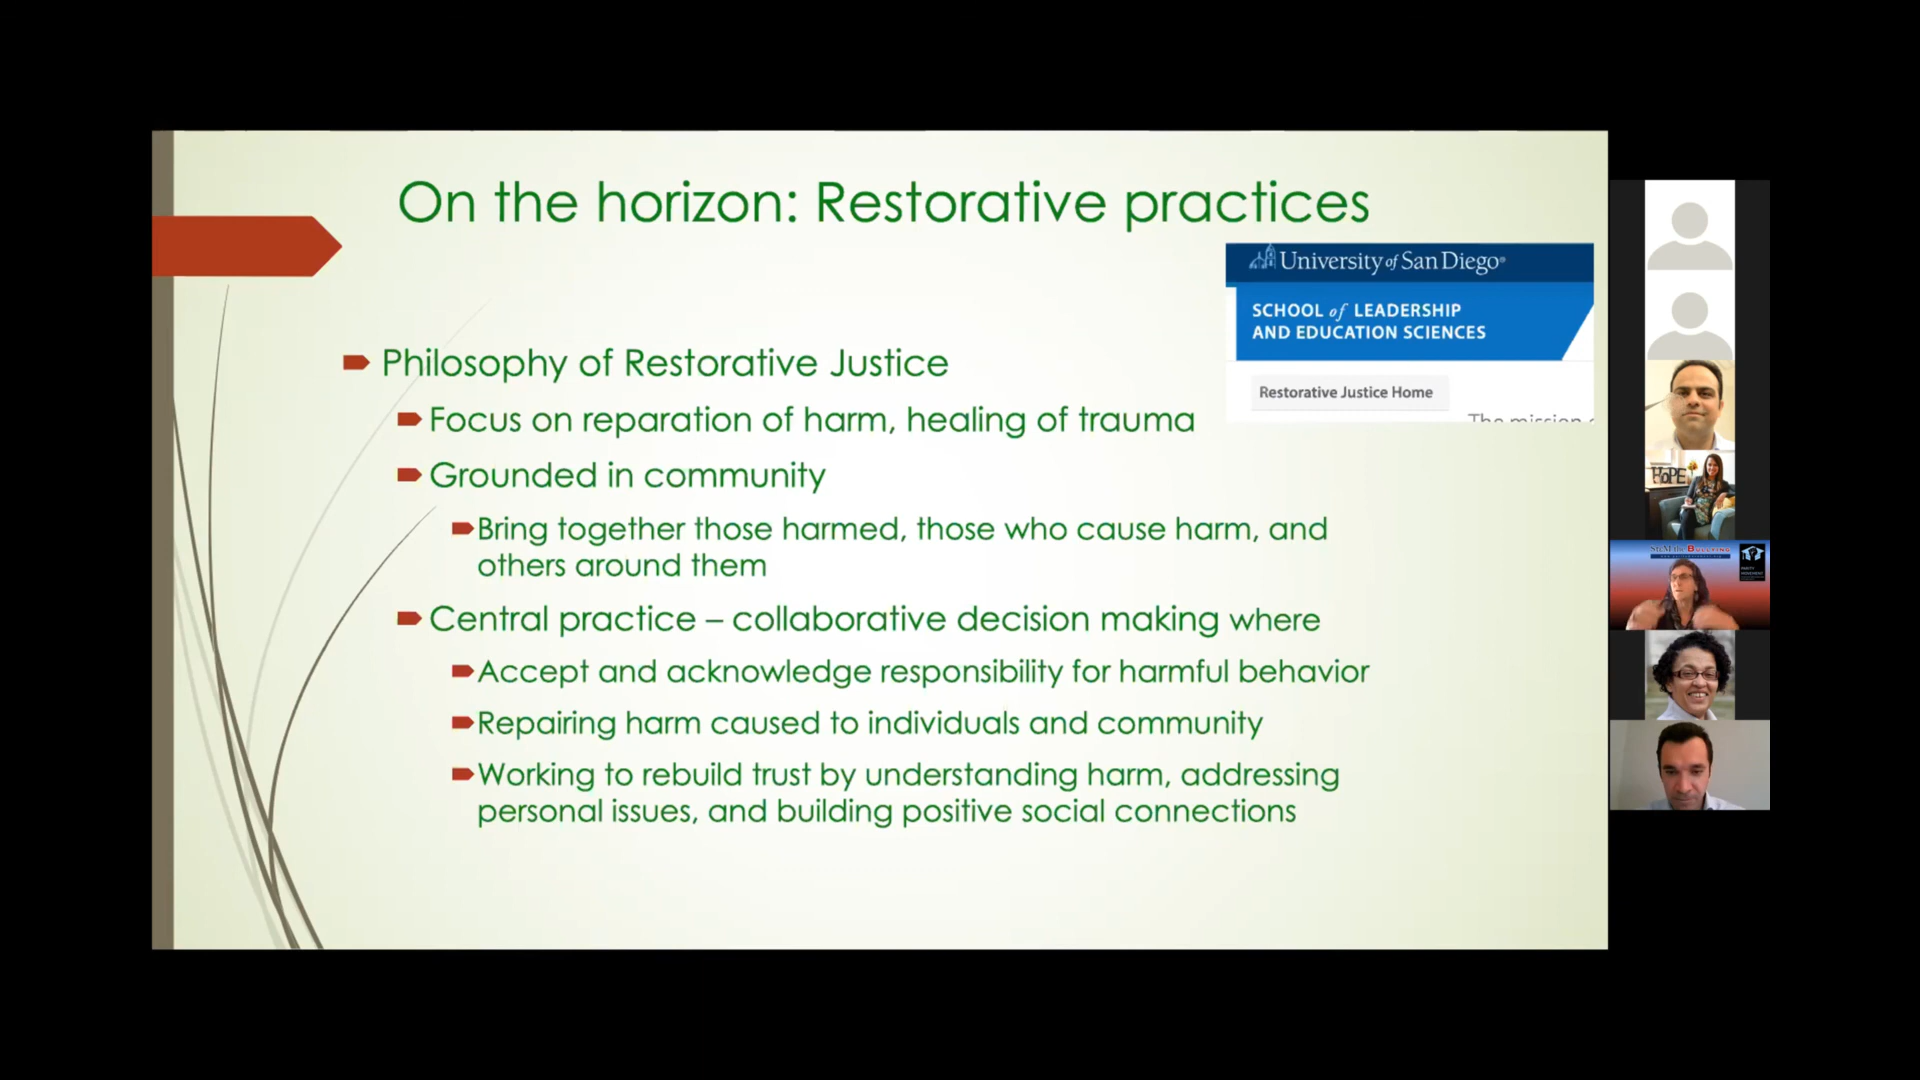 On the horizon: Restorative practices
University of San Diego®
SCHOOL of LEADERSHIP
AND EDUCATION SCIENCES
Restorative Justice Home
The mission
Philosophy of Restorative Justice
Focus on reparation of harm, healing of trauma
Grounded in community
Bring together those harmed, those who cause harm, and
others around them
Central practice – collaborative decision making where
Accept and acknowledge responsibility for harmful behavior
Repairing harm caused to individuals and community
Working to rebuild trust by understanding harm, addressing
personal issues, and building positive social connections
HOPE